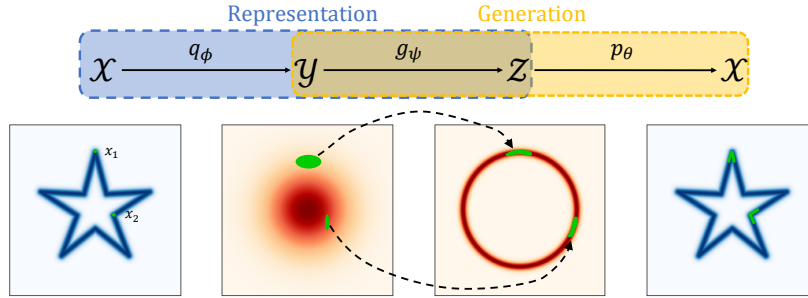 Representation Generation
𝒳 q_ϕ 𝒴 g_ψ 𝒵 p_θ 𝒳
x₁
x₂